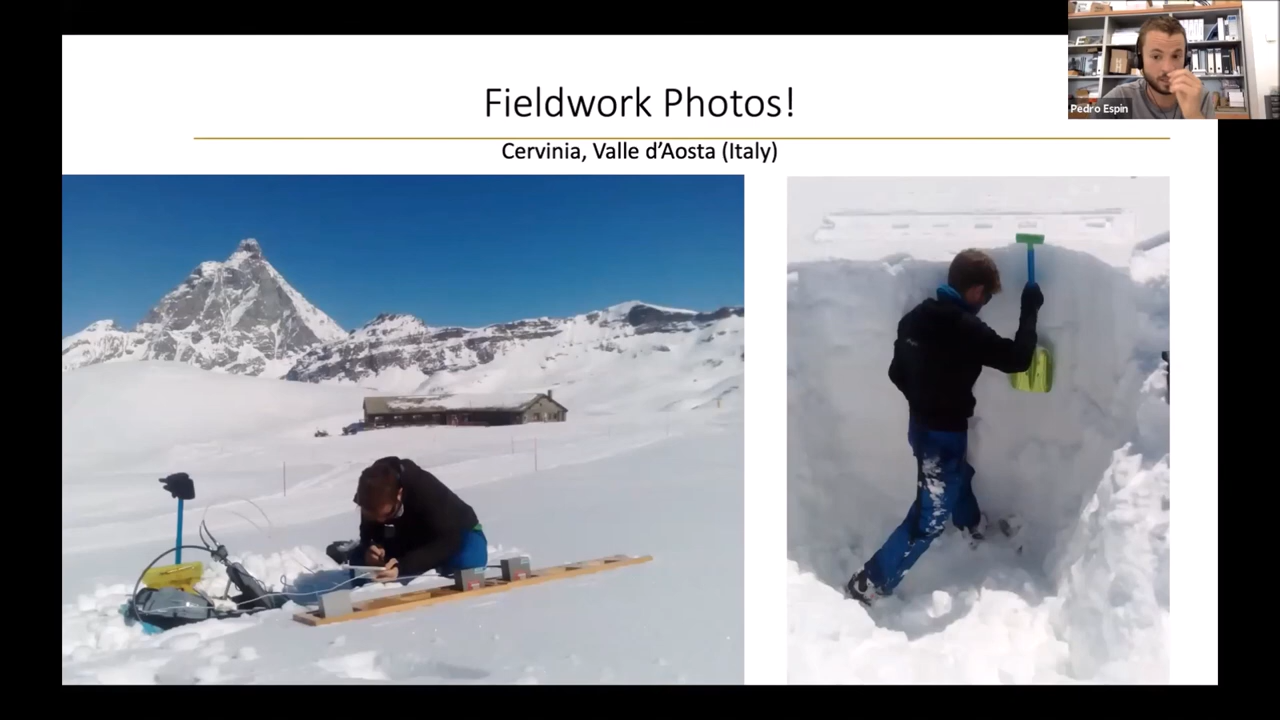 Fieldwork Photos!
Cervinia, Valle d’Aosta (Italy)
Pedro Espin